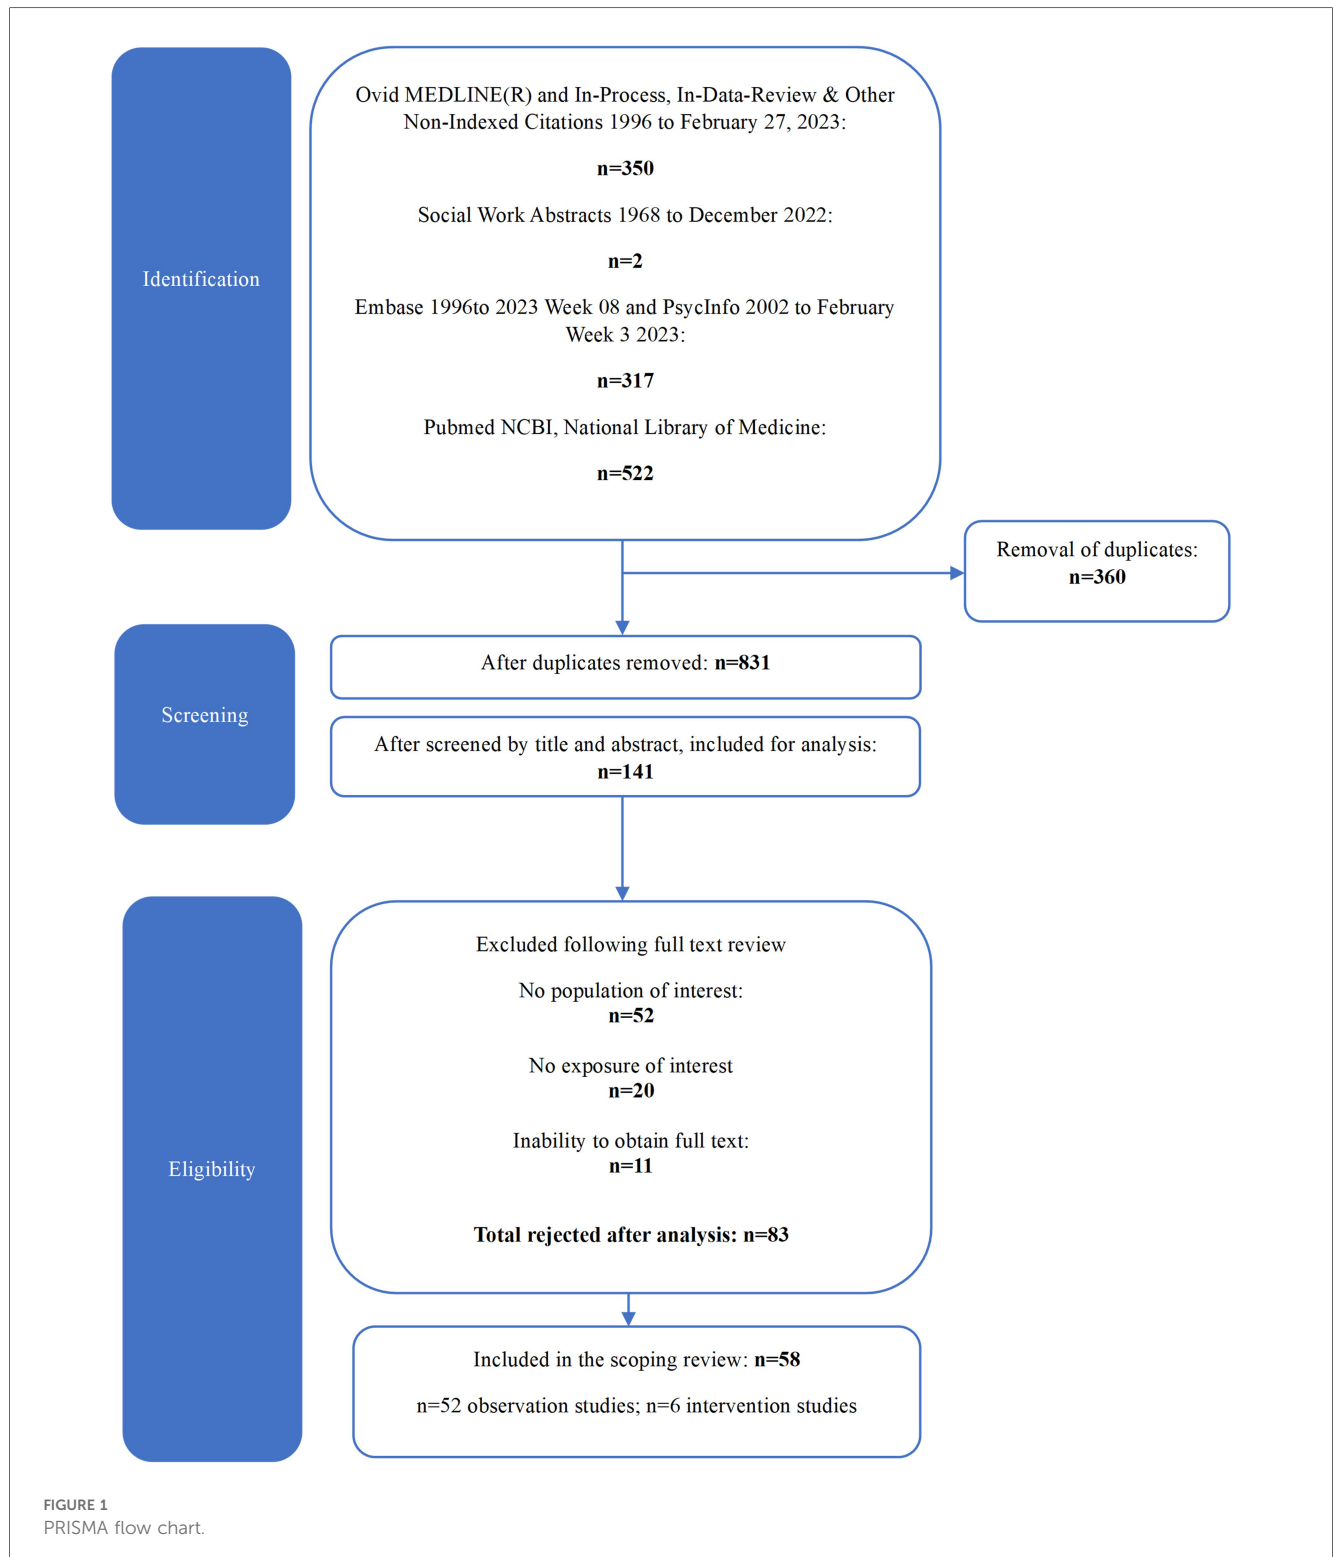 Identification
Ovid MEDLINE(R) and In-Process, In-Data-Review & Other
Non-Indexed Citations 1996 to February 27, 2023:
n=350
Social Work Abstracts 1968 to December 2022:
n=2
Embase 1996to 2023 Week 08 and PsycInfo 2002 to February
Week 3 2023:
n=317
Pubmed NCBI, National Library of Medicine:
n=522
Removal of duplicates:
n=360
Screening
After duplicates removed: n=831
After screened by title and abstract, included for analysis:
n=141
Eligibility
Excluded following full text review
No population of interest:
n=52
No exposure of interest
n=20
Inability to obtain full text:
n=11
Total rejected after analysis: n=83
Included in the scoping review: n=58
n=52 observation studies; n=6 intervention studies
FIGURE 1
PRISMA flow chart.